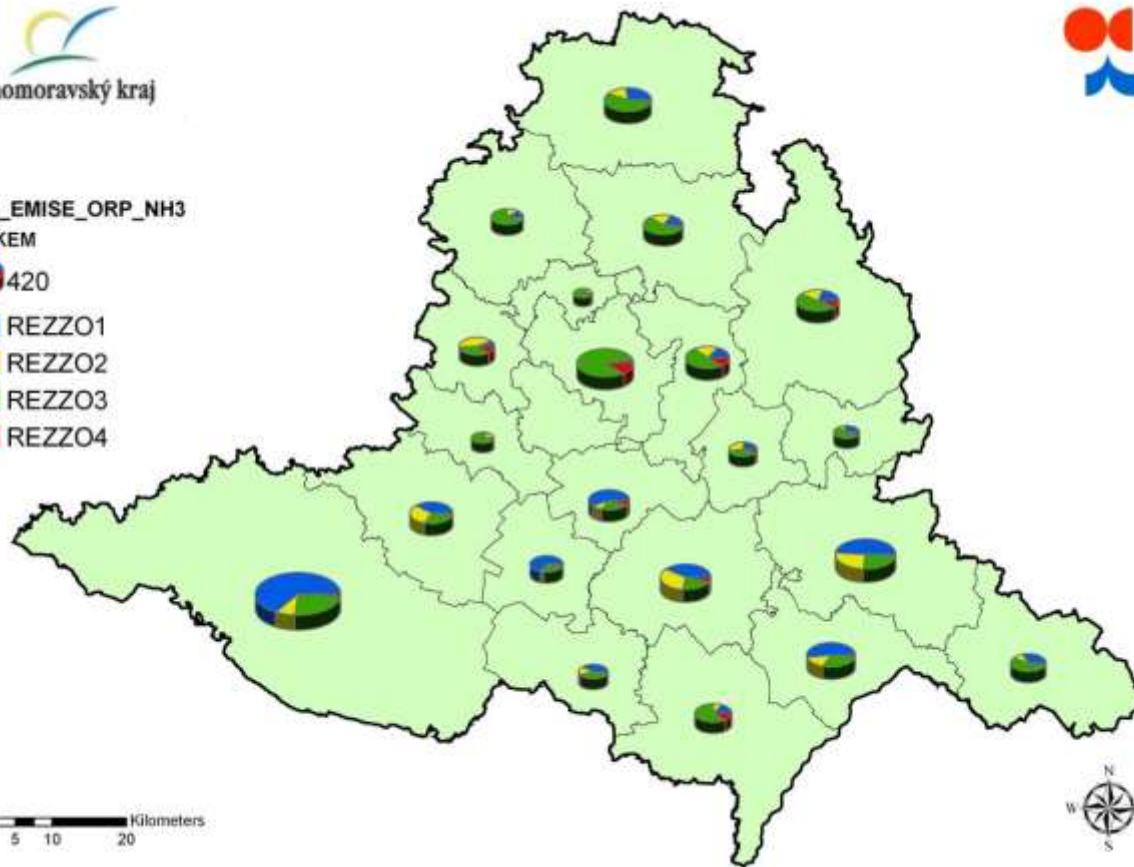 omoravský kraj
_EMISE_ORP_NH3
KEM
420
REZZO1
REZZO2
REZZO3
REZZO4
N
W
S
Kilometers
5 10 20